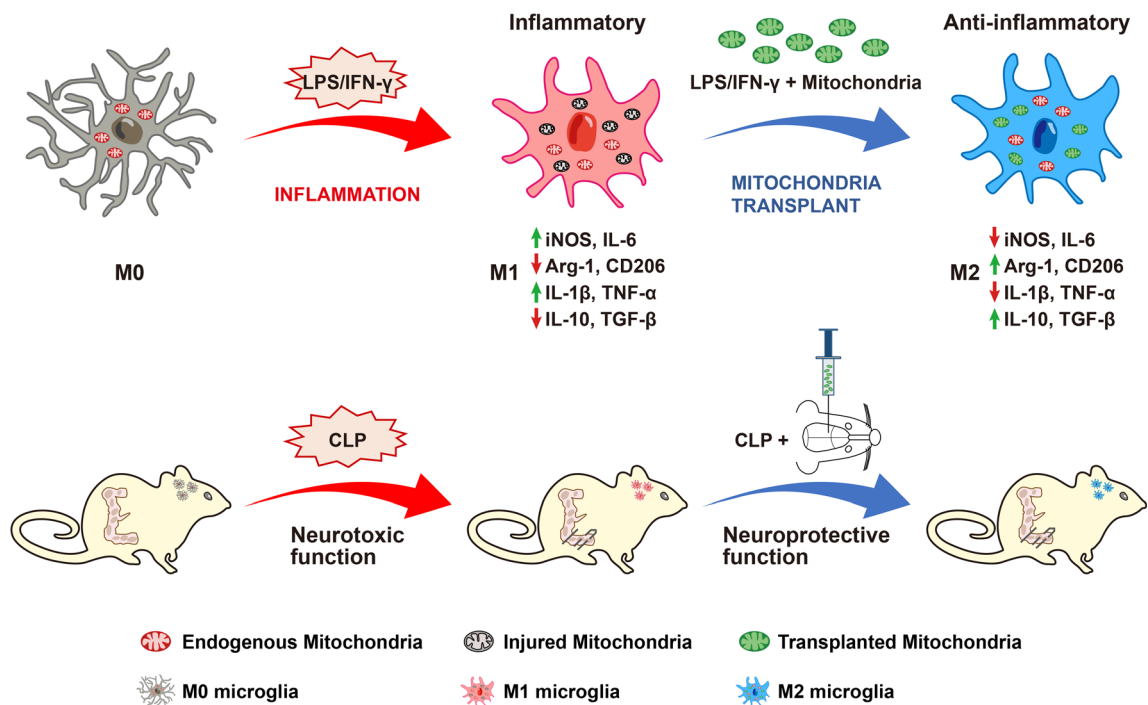 Inflammatory
Anti-inflammatory
LPS/IFN-γ
LPS/IFN-γ + Mitochondria
INFLAMMATION
MITOCHONDRIA
TRANSPLANT
M0
M1
iNOS, IL-6
Arg-1, CD206
IL-1β, TNF-α
IL-10, TGF-β
M2
iNOS, IL-6
Arg-1, CD206
IL-1β, TNF-α
IL-10, TGF-β
CLP
CLP +
Neurotoxic
function
Neuroprotective
function
Endogenous Mitochondria
Injured Mitochondria
Transplanted Mitochondria
M0 microglia
M1 microglia
M2 microglia